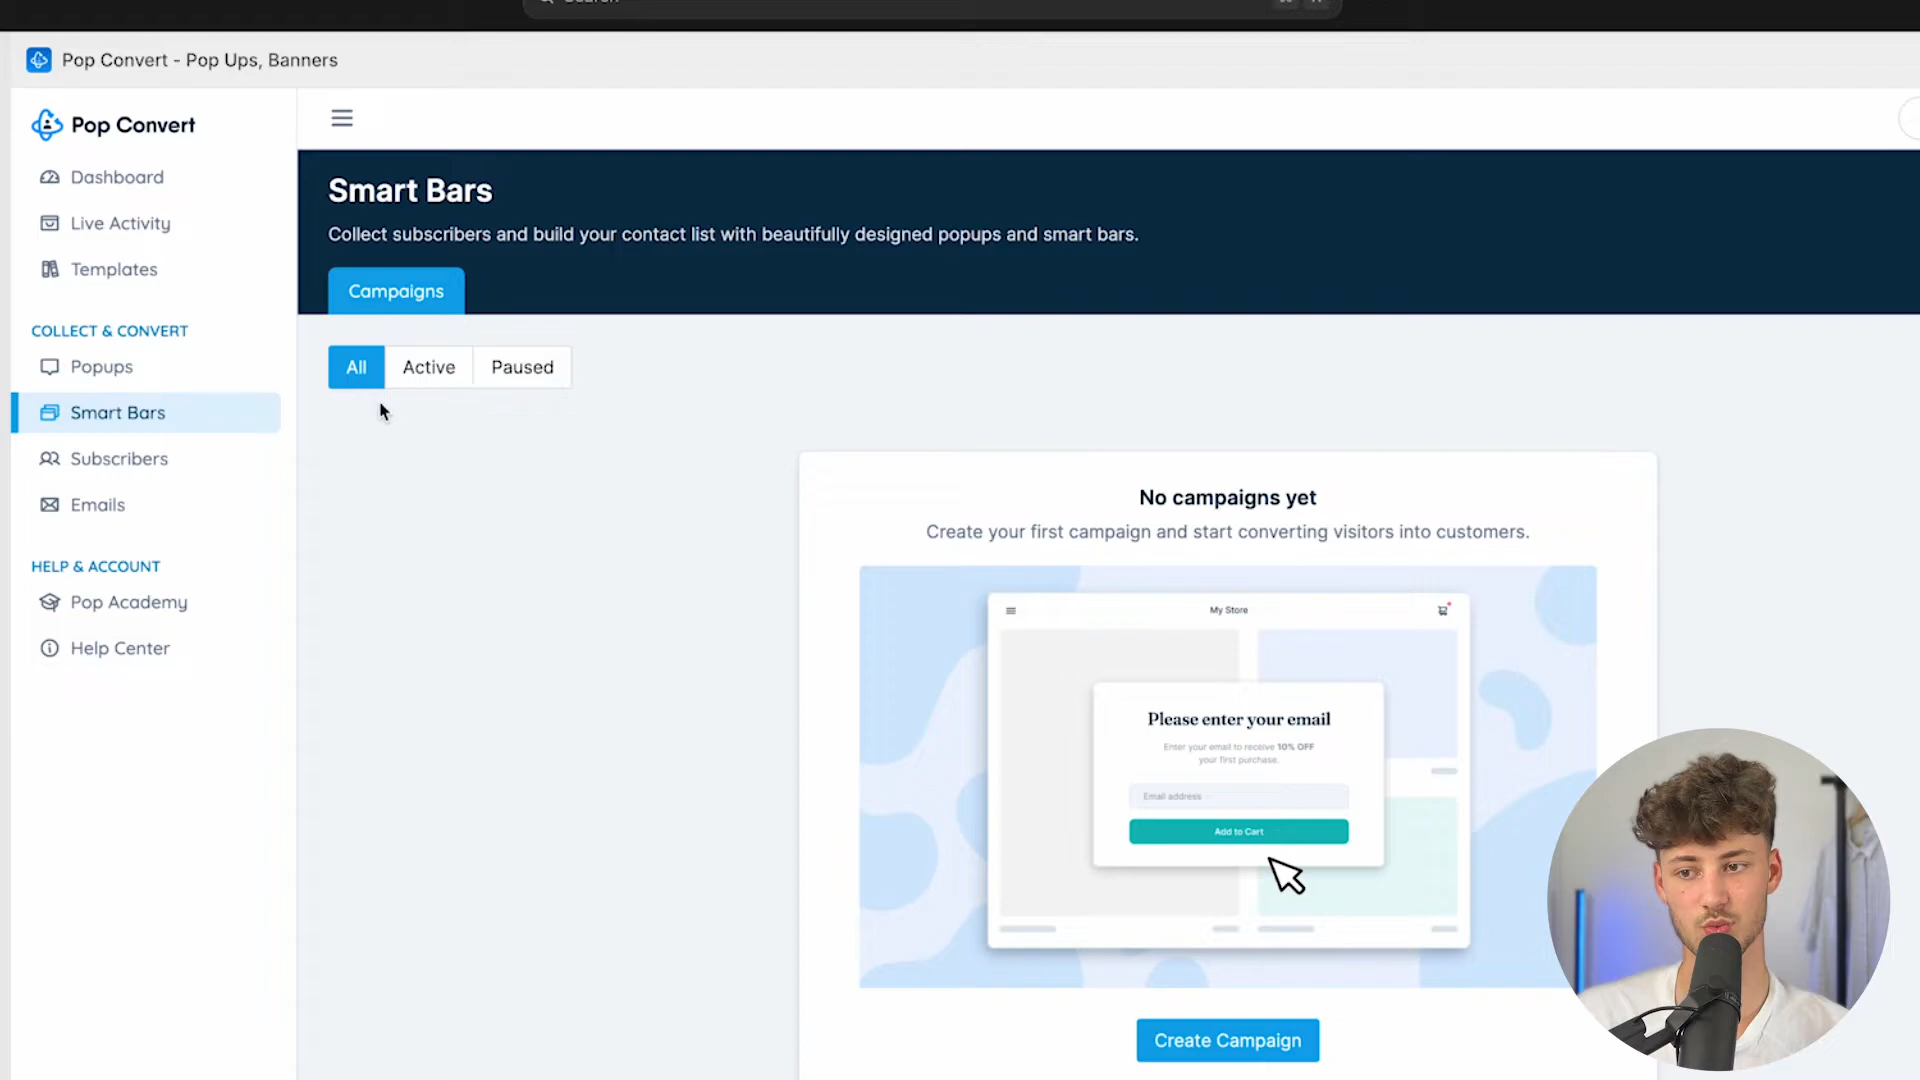 Search
Pop Convert - Pop Ups, Banners
Pop Convert
Dashboard
Live Activity
Templates
COLLECT & CONVERT
Popups
Smart Bars
Subscribers
Emails
HELP & ACCOUNT
Pop Academy
Help Center
Smart Bars
Collect subscribers and build your contact list with beautifully designed popups and smart bars.
Campaigns
All
Active
Paused
No campaigns yet
Create your first campaign and start converting visitors into customers.
My Store
Please enter your email
Enter your email to receive 10% OFF
your first purchase.
Email address
Add to Cart
Create Campaign